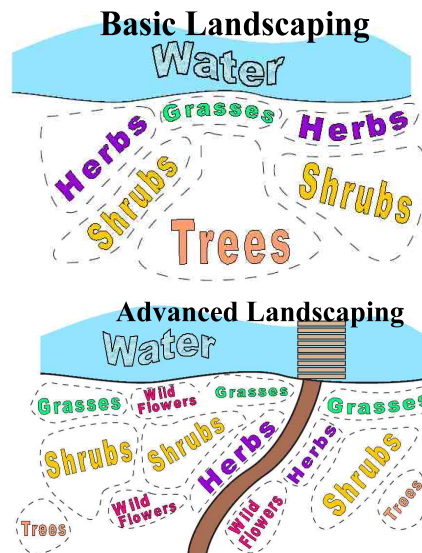 Basic Landscaping
Water
Grasses
Herbs
Herbs
Shrubs
Shrubs
Trees
Advanced Landscaping
Water
Grasses
Wild
Flowers
Grasses
Grasses
Shrubs
Shrubs
Herbs
Herbs
Shrubs
Wild
Flowers
Wild
Flowers
Trees
Trees